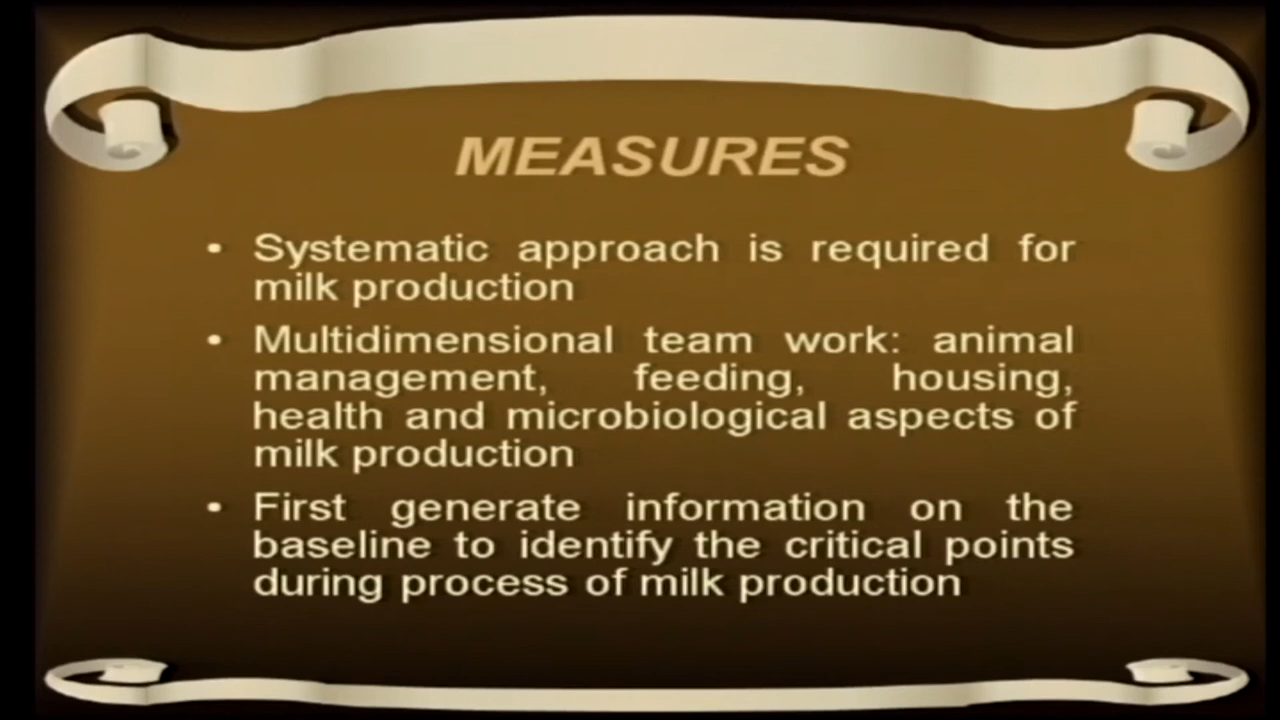 MEASURES
• Systematic approach is required for
milk production
• Multidimensional team work: animal
management, feeding, housing,
health and microbiological aspects of
milk production
• First generate information on the
baseline to identify the critical points
during process of milk production